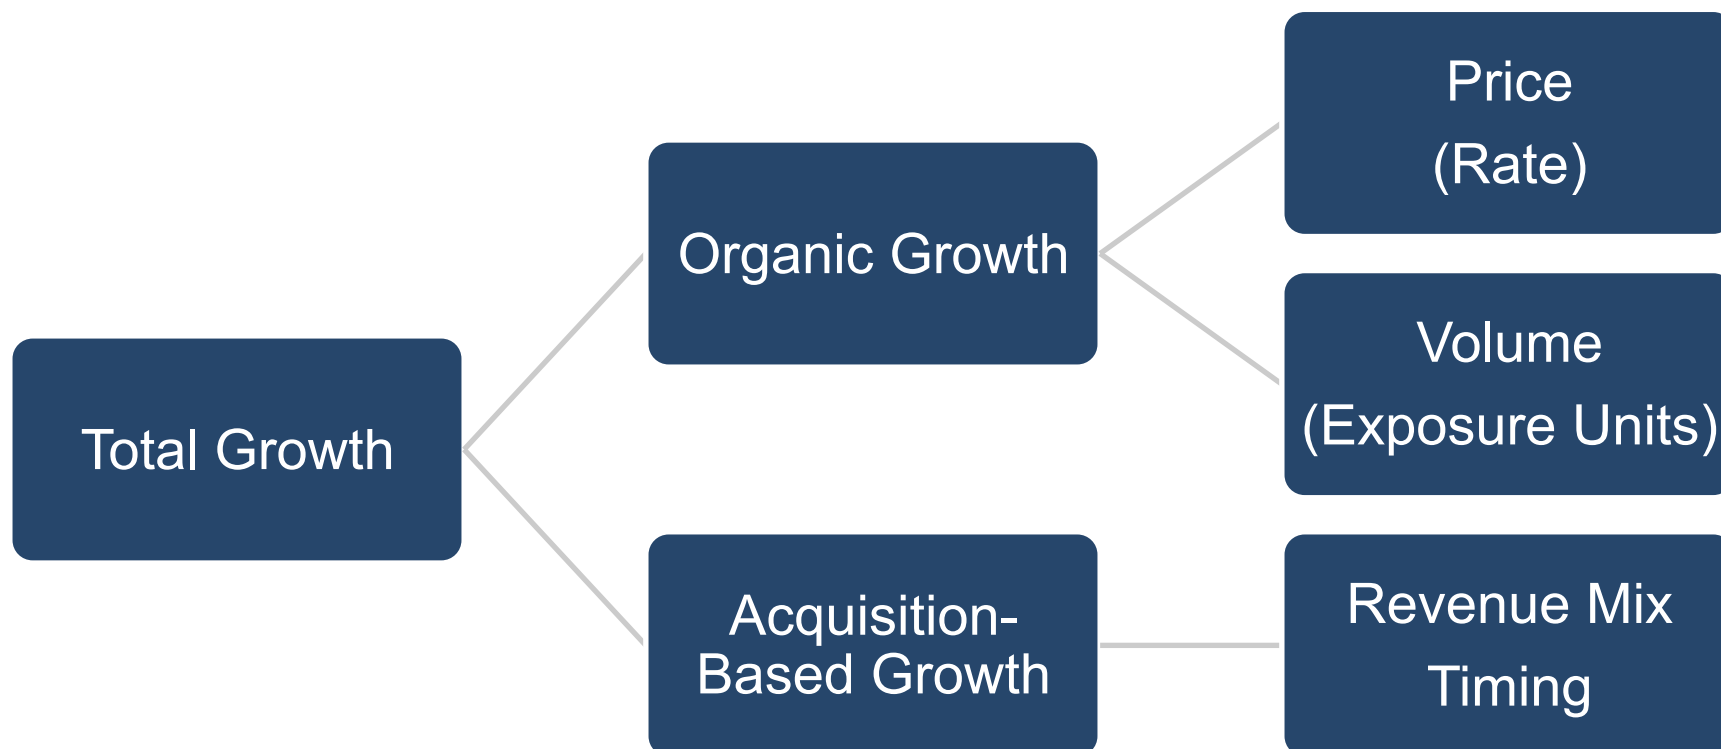 Total Growth
Organic Growth
Price
(Rate)
Volume
(Exposure Units)
Acquisition-
Based Growth
Revenue Mix
Timing